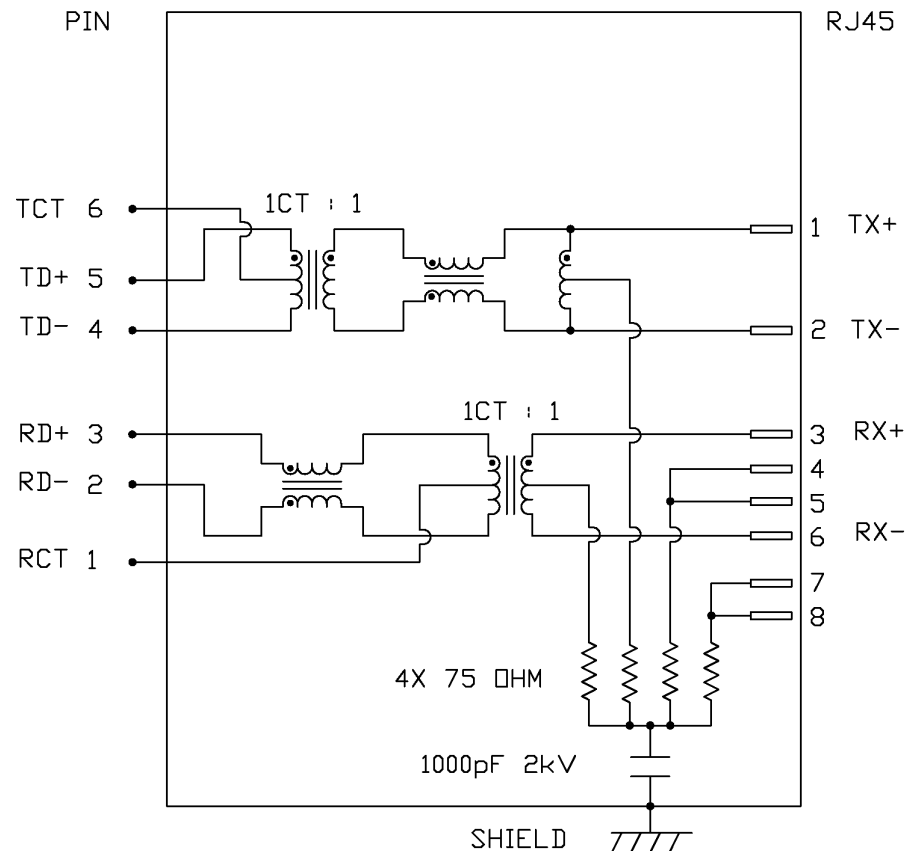 PIN
RJ45
TCT 6
1CT : 1
1 TX+
TD+ 5
TD- 4
2 TX-
1CT : 1
RD+ 3
3 RX+
4
RD- 2
5
6 RX-
RCT 1
7
8
4X 75 OHM
1000pF 2kV
SHIELD